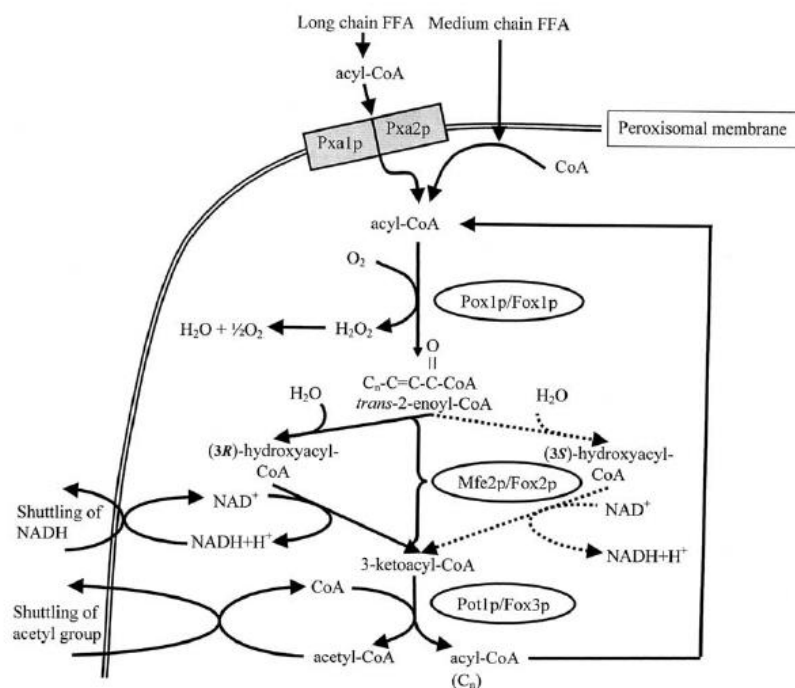 Long chain FFA
Medium chain FFA
acyl-CoA
Pxa1p
Pxa2p
Peroxisomal membrane
CoA
acyl-CoA
O₂
Pox1p/Fox1p
H₂O + ½O₂
H₂O₂
O
||
Cₙ-C=C-C-CoA
trans-2-enoyl-CoA
H₂O
H₂O
(3R)-hydroxyacyl-
CoA
(3S)-hydroxyacyl-
CoA
Mfe2p/Fox2p
Shuttling of
NADH
NAD⁺
NADH+H⁺
NAD⁺
NADH+H⁺
3-ketoacyl-CoA
Shuttling of
acetyl group
CoA
Pot1p/Fox3p
acetyl-CoA
acyl-CoA
(Cₙ)